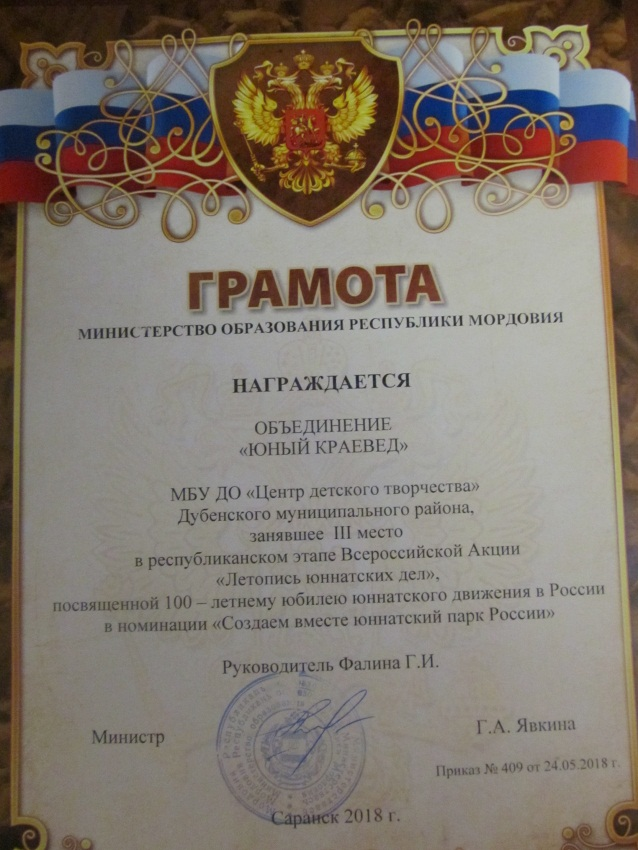 ГРАМОТА
МИНИСТЕРСТВО ОБРАЗОВАНИЯ РЕСПУБЛИКИ МОРДОВИЯ
НАГРАЖДАЕТСЯ
ОБЪЕДИНЕНИЕ
«ЮНЫЙ КРАЕВЕД»
МБУ ДО «Центр детского творчества»
Дубенского муниципального района,
занявшее III место
в республиканском этапе Всероссийской Акции
«Летопись юннатских дел»,
посвященной 100 – летнему юбилею юннатского движения в России
в номинации «Создаем вместе юннатский парк России»
Руководитель Фалина Г.И.
Министр
Г.А. Явкина
Приказ № 409 от 24.05.2018 г.
Саранск 2018 г.